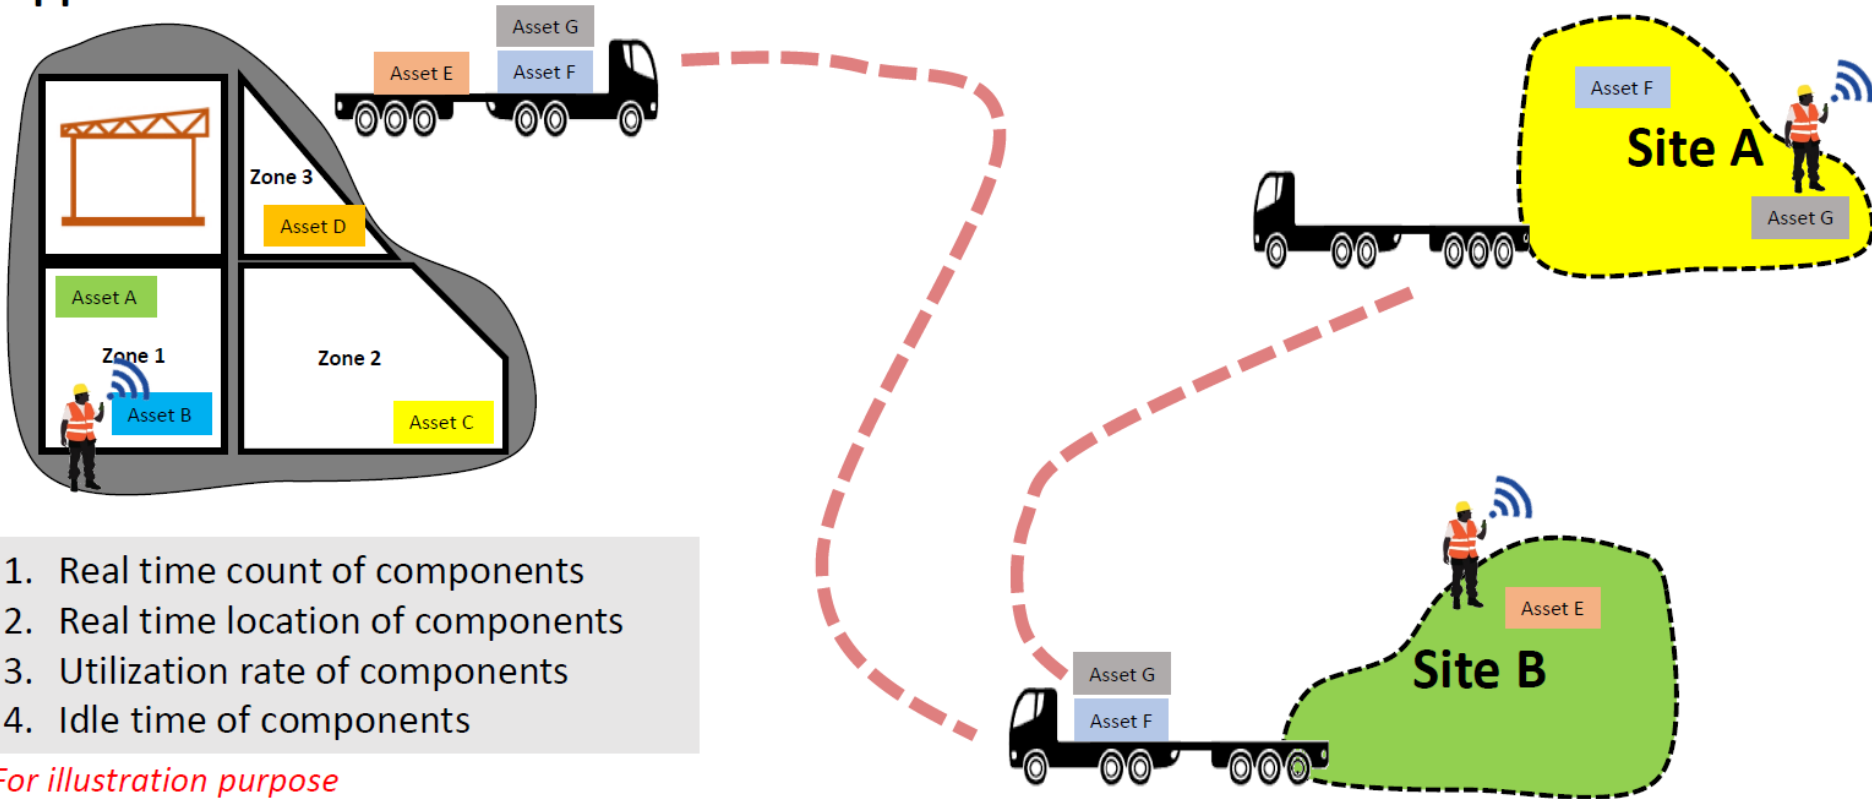 Asset G
Asset E
Asset F
Zone 3
Asset D
Asset A
Zone 1
Zone 2
Asset B
Asset C
Asset F
Site A
Asset G
1. Real time count of components
2. Real time location of components
3. Utilization rate of components
4. Idle time of components
For illustration purpose
Asset G
Asset F
Asset E
Site B